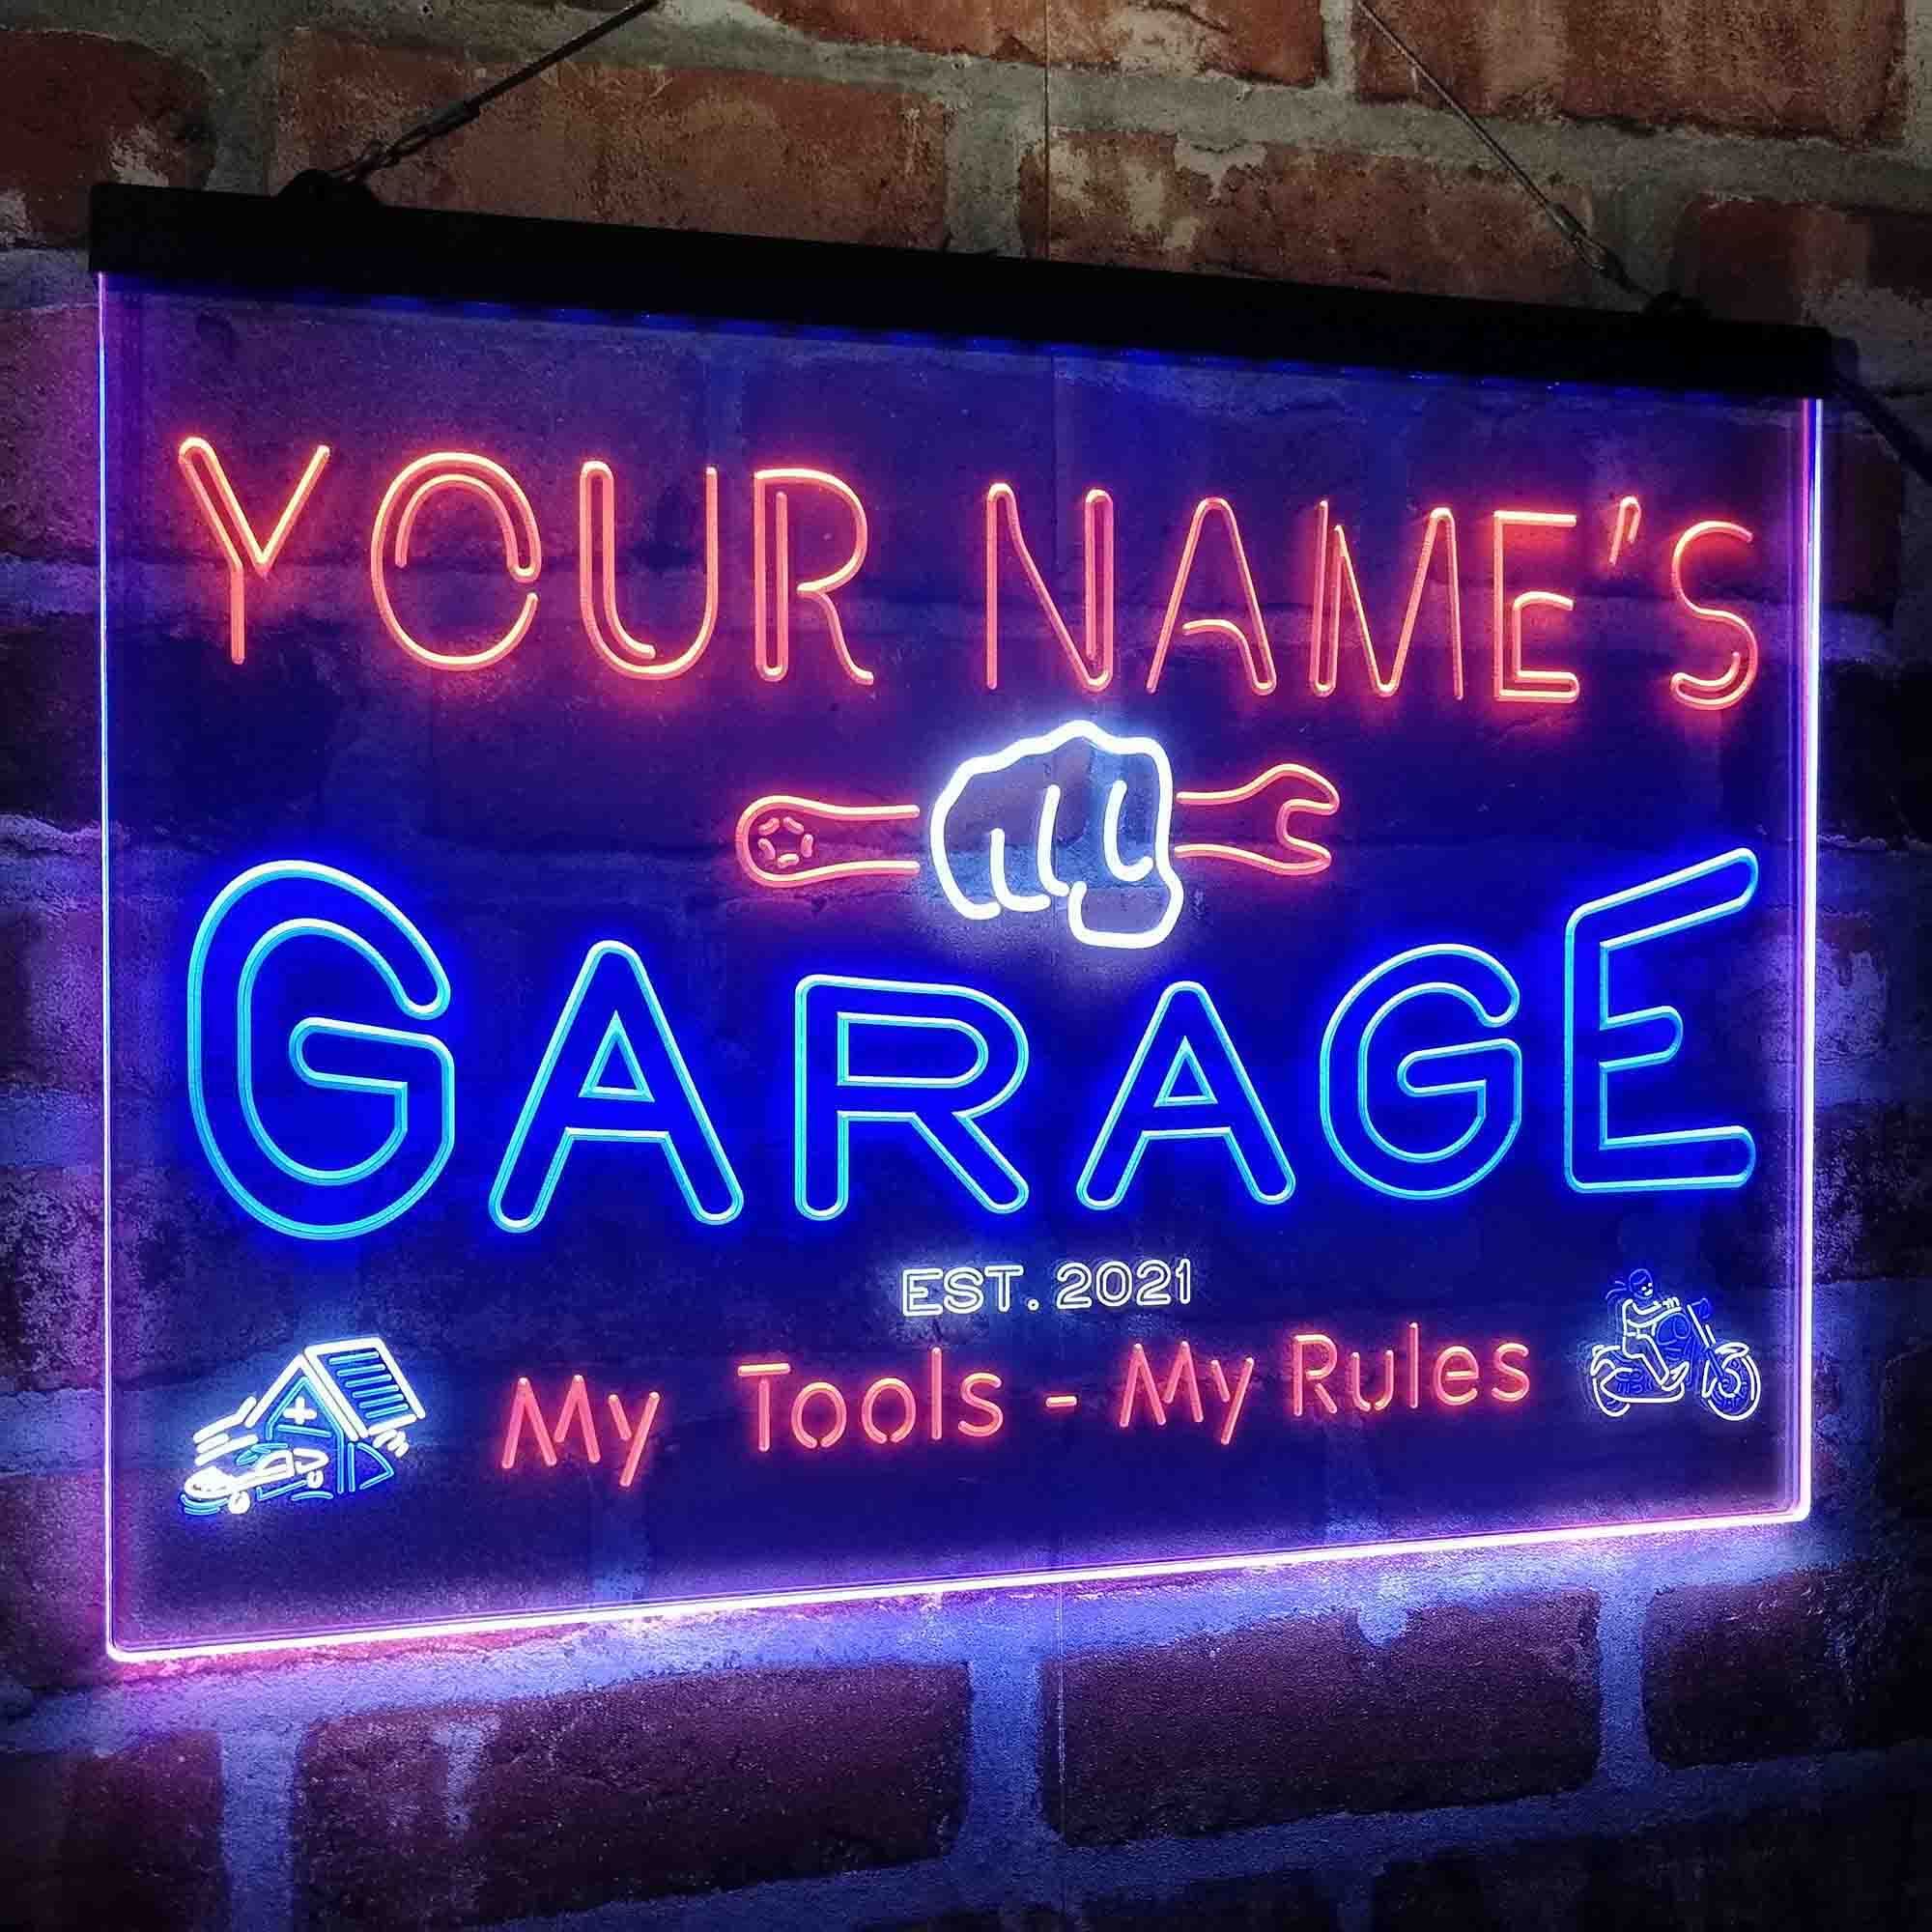 YOUR NAME'S
GARAGE
EST. 2021
My Tools - My Rules